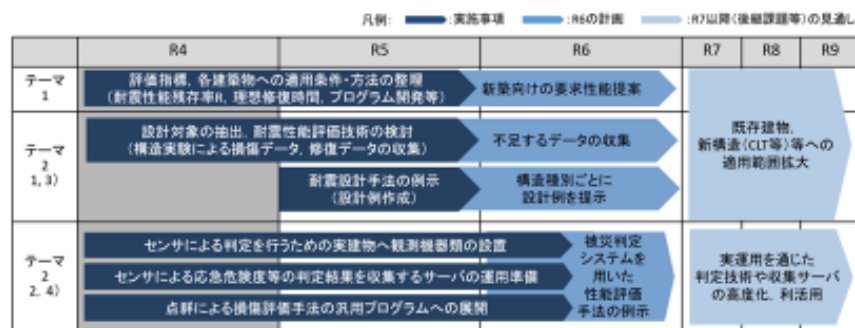 凡例: :実施事項 :R6の計画 :R7以降(後継課題等)の見通し
R4 R5 R6 R7 R8 R9
テーマ
1
評価指標、各建築物への適用条件・方法の整理
(耐震性能残存率R, 理想修復時間, プログラム開発等)
新築向けの要求性能提案
テーマ
2
1, 3)
設計対象の抽出、耐震性能評価技術の検討
(構造実験による損傷データ, 修復データの収集)
不足するデータの収集
耐震設計手法の例示
(設計例作成)
構造種別ごとに
設計例を提示
既存建物,
新構造(CLT等)等への
適用範囲拡大
テーマ
2
2, 4)
センサによる判定を行うための実建物へ観測機器類の設置
センサによる応急危険度等の判定結果を収集するサーバの運用準備
点群による損傷評価手法の汎用プログラムへの展開
被災判定
システムを
用いた
性能評価
手法の例示
実運用を通じた
判定技術や収集サーバ
の高度化、利活用